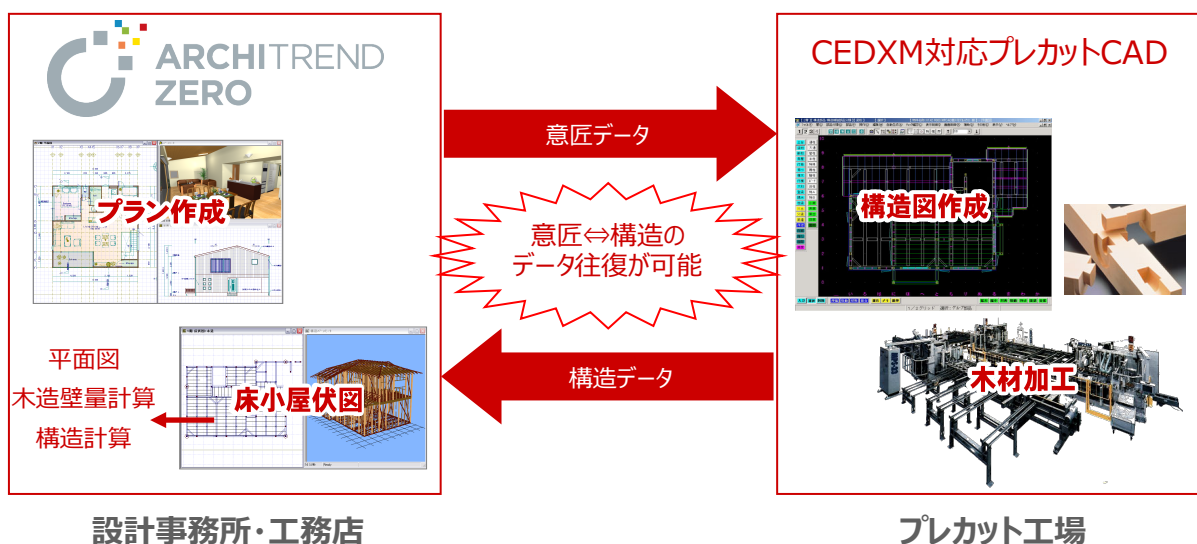 ARCHITREND
ZERO
プラン作成
床小屋伏図
平面図
木造壁量計算
構造計算
設計事務所・工務店
意匠データ
意匠⇔構造の
データ往復が可能
構造データ
CEDXM対応プレカットCAD
構造図作成
木材加工
プレカット工場